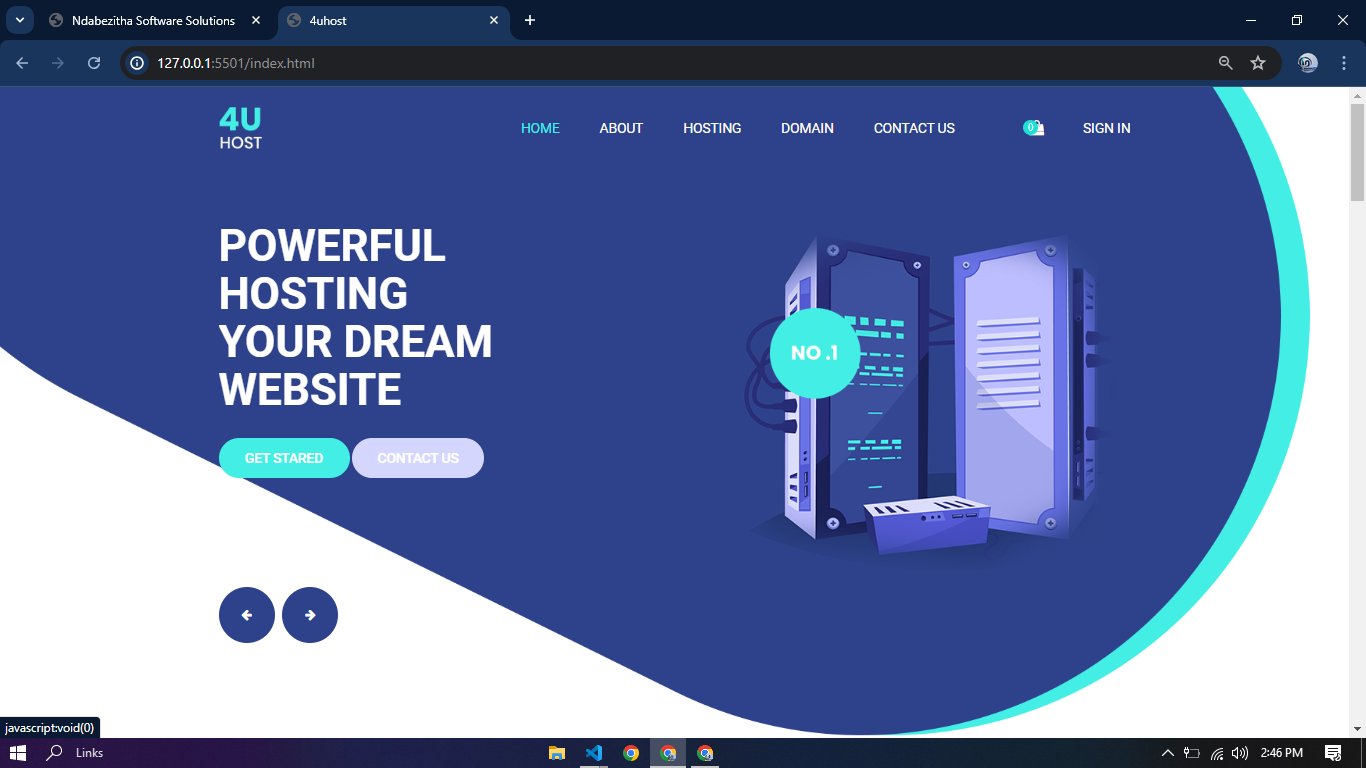 Ndabezitha Software Solutions
4uhost
127.0.0.1:5501/index.html
4U
HOST
HOME
ABOUT
HOSTING
DOMAIN
CONTACT US
0
SIGN IN
POWERFUL
HOSTING
YOUR DREAM
WEBSITE
NO .1
GET STARED
CONTACT US
javascript:void(0)
Links
2:46 PM